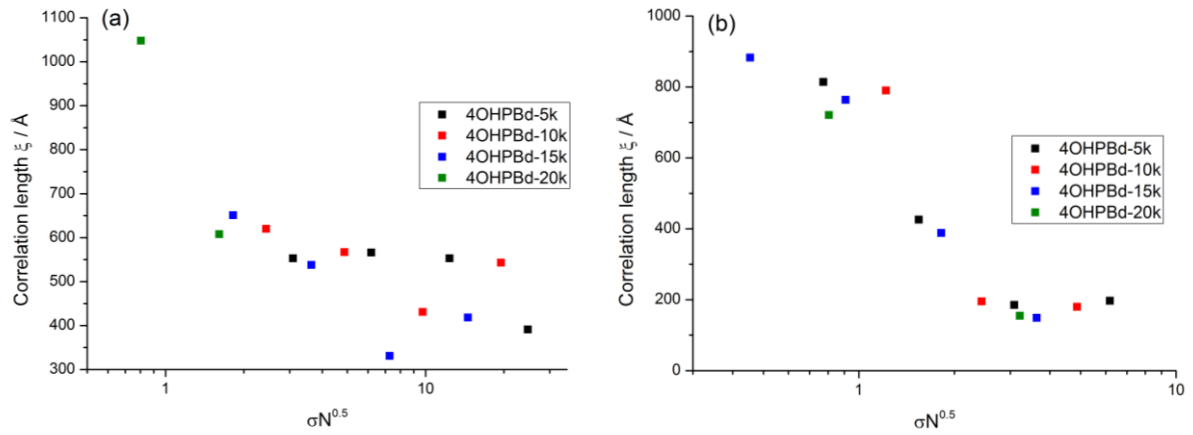 (a)
1100
1000
900
800
700
600
500
400
300
Correlation length ξ / Å
4OHPBd-5k
4OHPBd-10k
4OHPBd-15k
4OHPBd-20k
1
10
σN^0.5
(b)
1000
800
600
400
200
0
Correlation length ξ / Å
4OHPBd-5k
4OHPBd-10k
4OHPBd-15k
4OHPBd-20k
1
10
σN^0.5